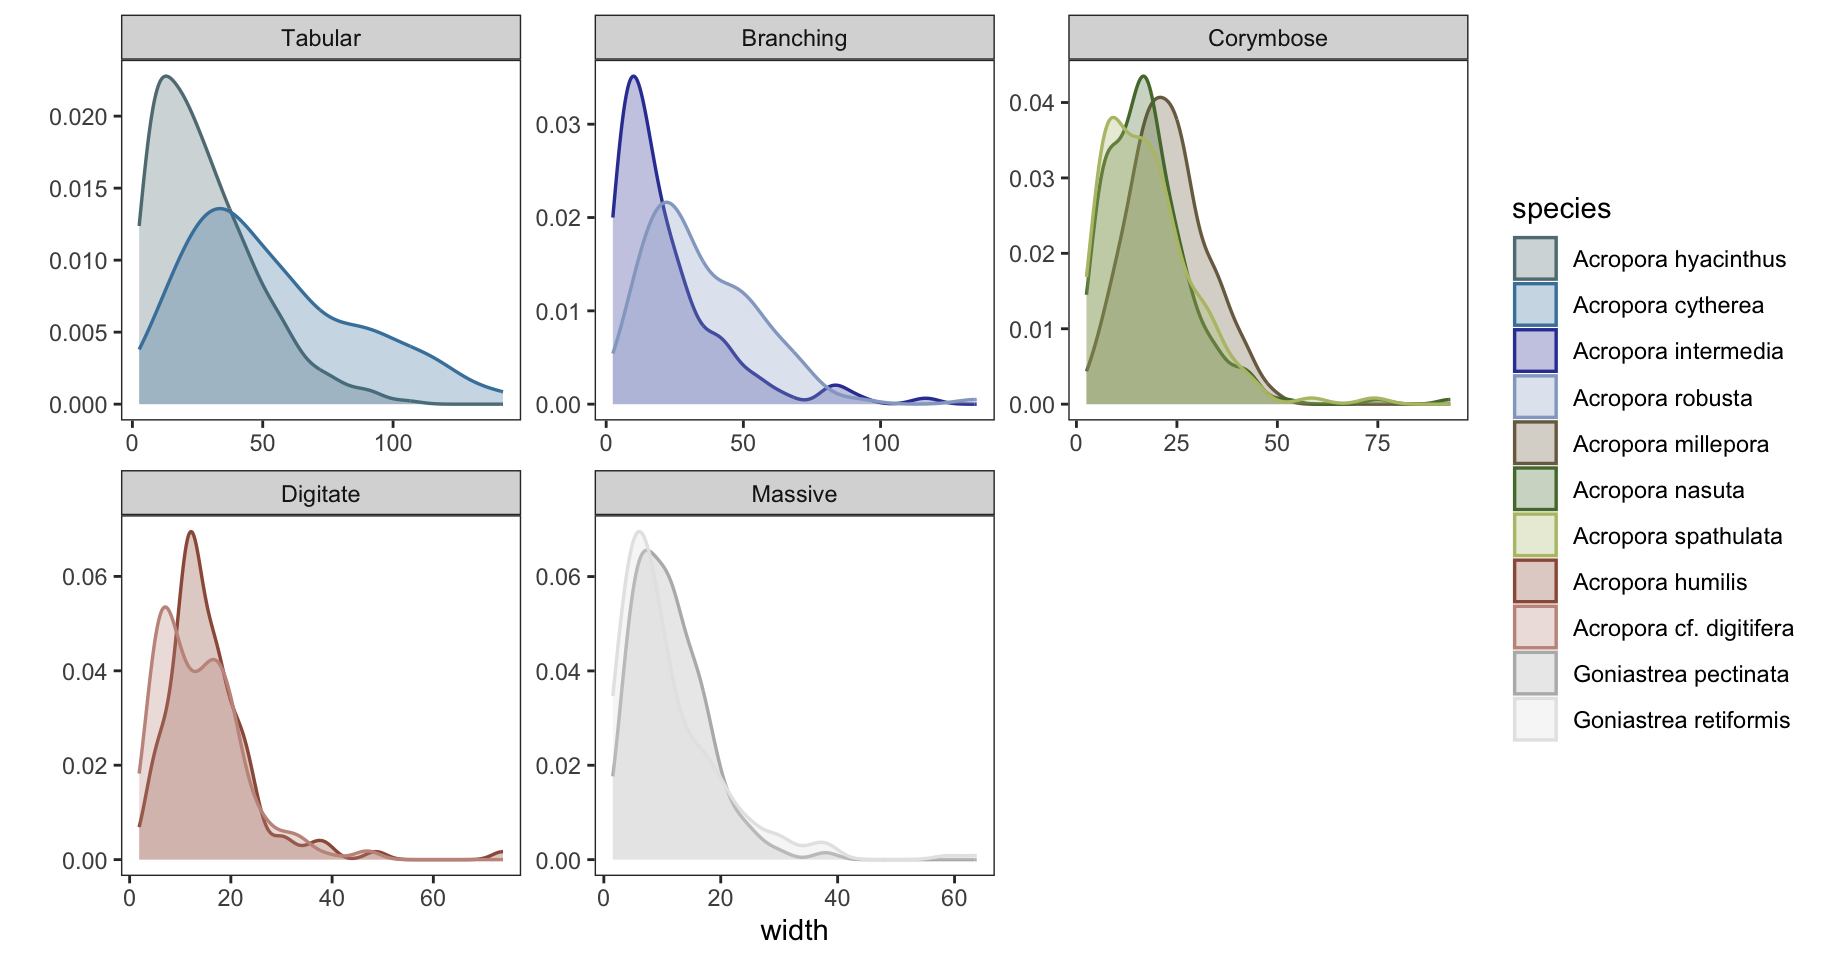 Tabular
Branching
Corymbose
0.020
0.015
0.010
0.005
0.000
0 50 100
0.03
0.02
0.01
0.00
0 50 100
0.04
0.03
0.02
0.01
0.00
0 25 50 75
Digitate
Massive
0.06
0.04
0.02
0.00
0 20 40 60
0.06
0.04
0.02
0.00
0 20 40 60
width
species
Acropora hyacinthus
Acropora cytherea
Acropora intermedia
Acropora robusta
Acropora millepora
Acropora nasuta
Acropora spathulata
Acropora humilis
Acropora cf. digitifera
Goniastrea pectinata
Goniastrea retiformis